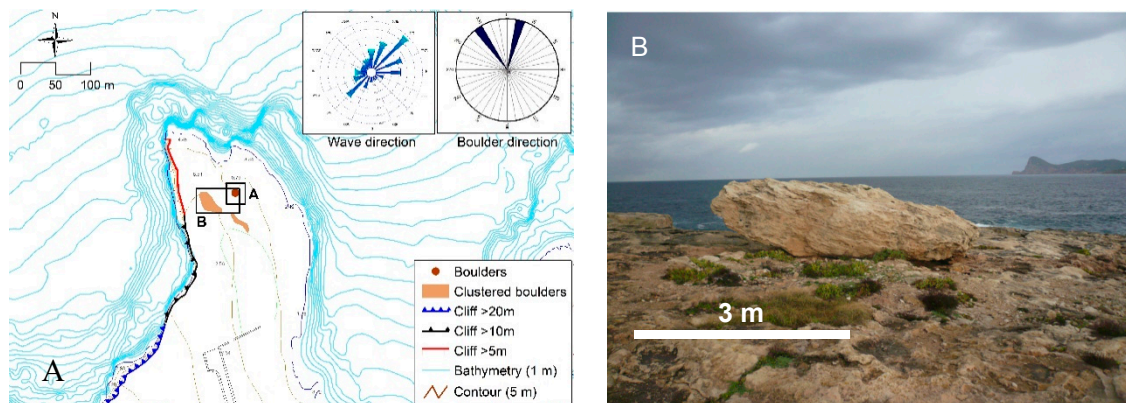 N
0 50 100 m
Wave direction
Boulder direction
A
B
Boulders
Clustered boulders
Cliff >20m
Cliff >10m
Cliff >5m
Bathymetry (1 m)
Contour (5 m)
A
B
3 m